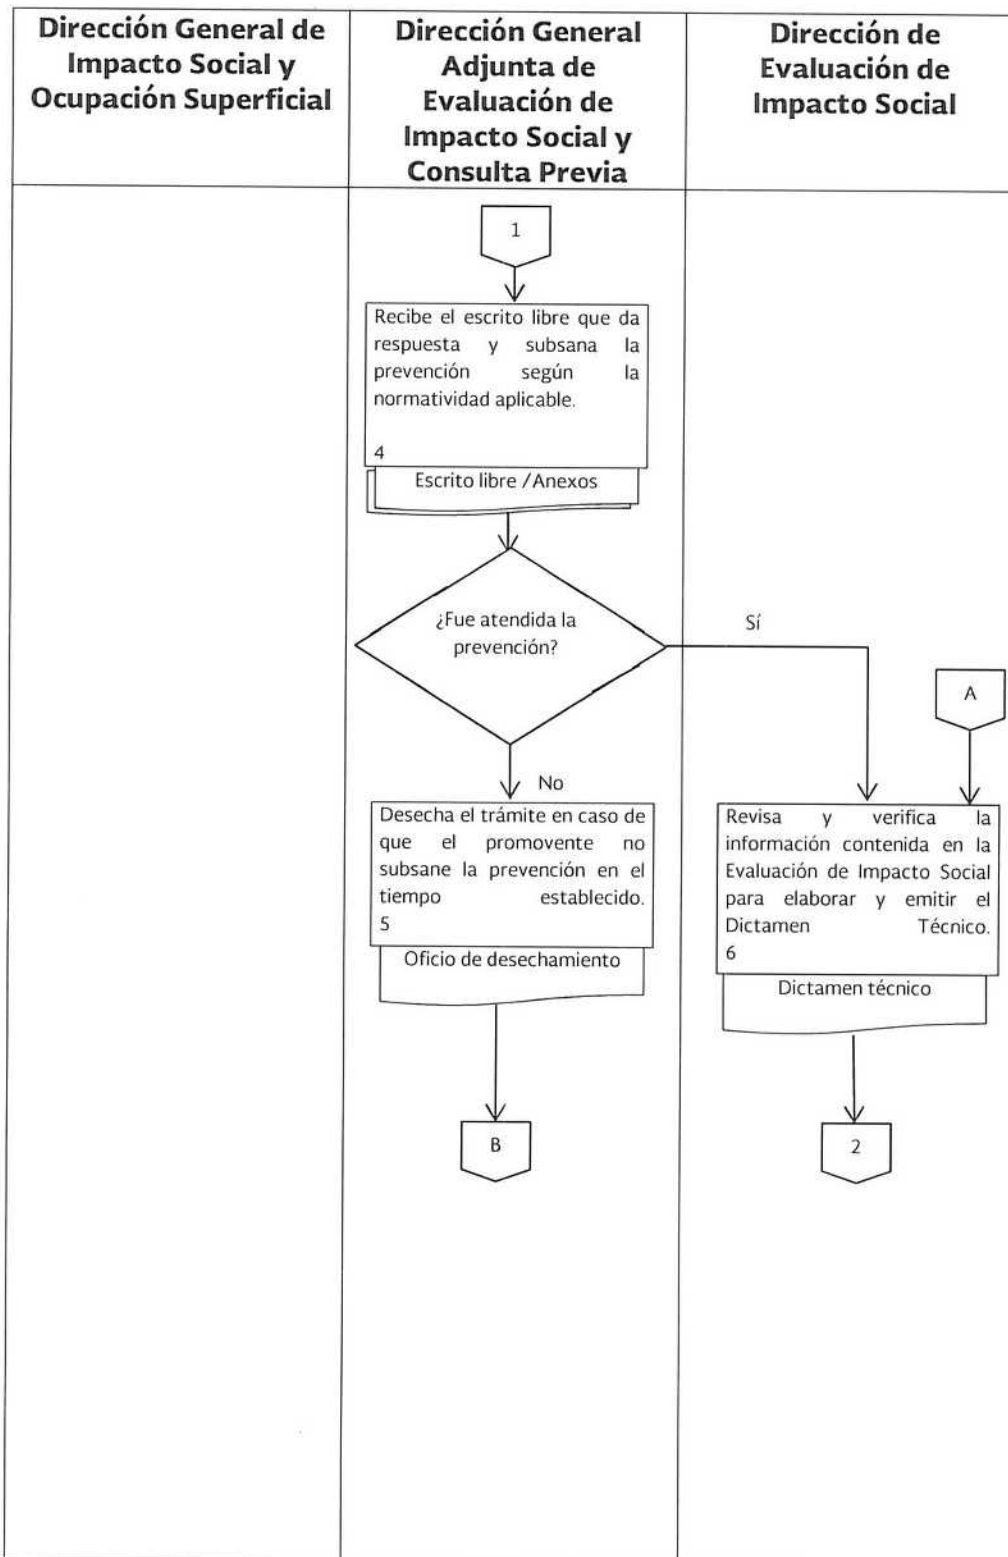 Dirección General de
Impacto Social y
Ocupación Superficial
Dirección General
Adjunta de
Evaluación de
Impacto Social y
Consulta Previa
Dirección de
Evaluación de
Impacto Social
1
Recibe el escrito libre que da
respuesta y subsana la
prevención según la
normatividad aplicable.
4
Escrito libre /Anexos
¿Fue atendida la
prevención?
Sí
A
No
Desecha el trámite en caso de
que el promovente no
subsane la prevención en el
tiempo establecido.
5
Oficio de desechamiento
B
Revisa y verifica la
información contenida en la
Evaluación de Impacto Social
para elaborar y emitir el
Dictamen Técnico.
6
Dictamen técnico
2